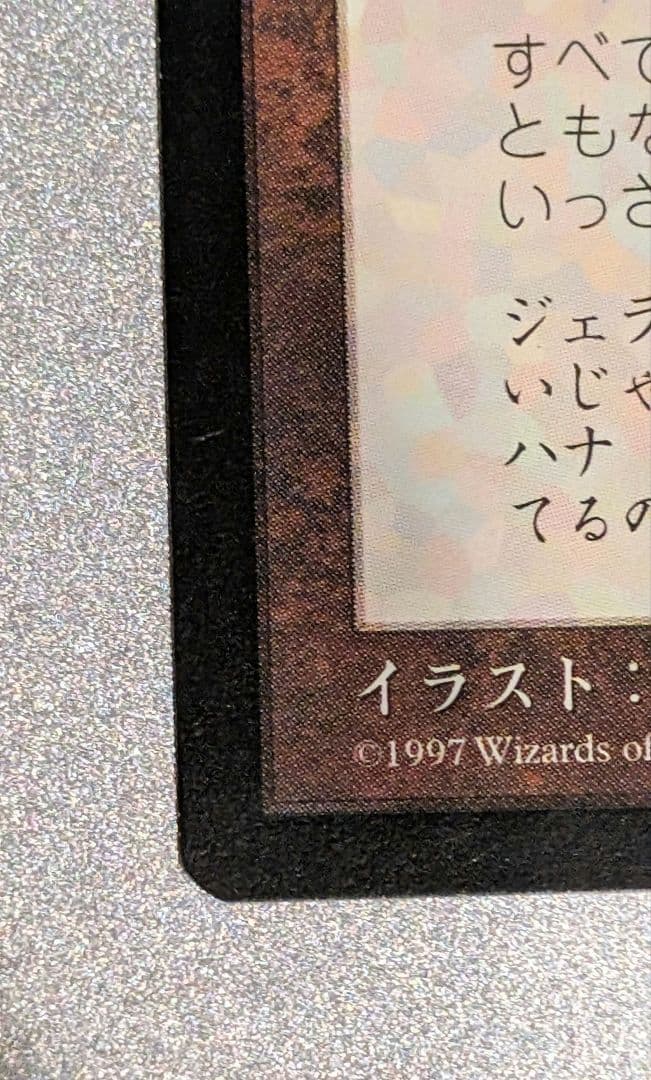 すべて
ともな
いっさ
ジェラ
いじゃ
ハナ
てるの
イラスト：
©1997 Wizards of